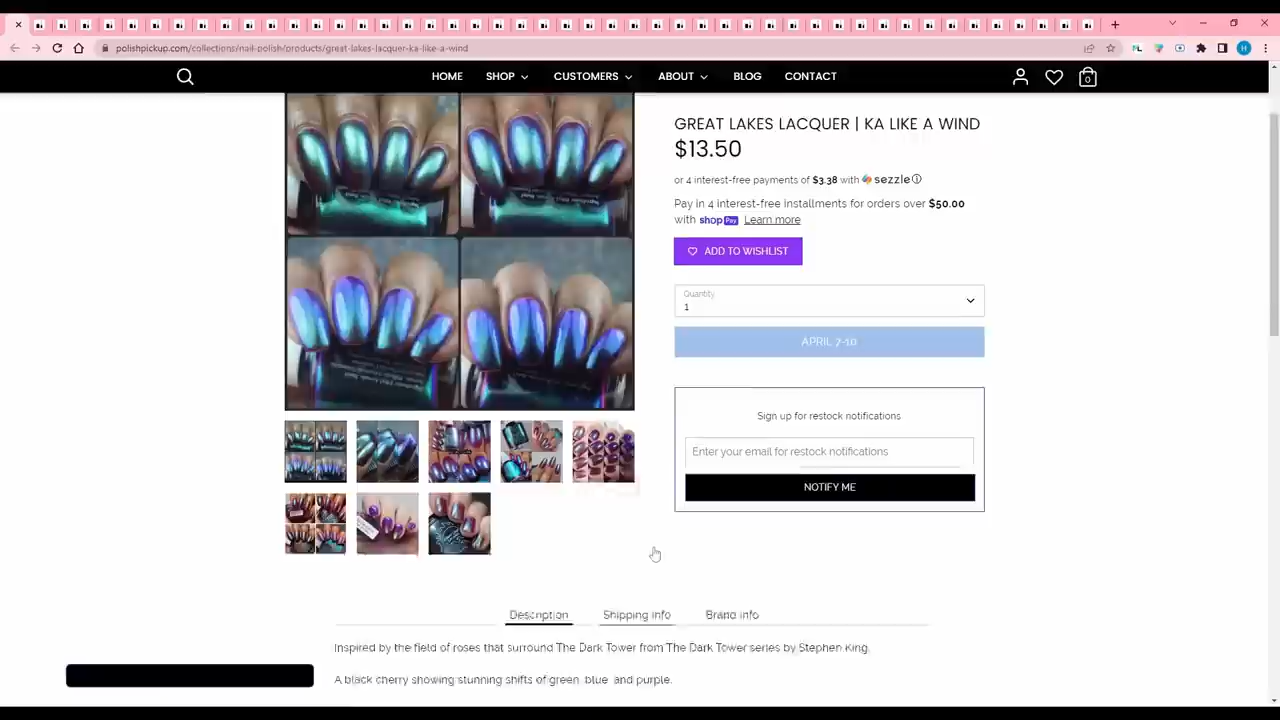 polishpickup.com/collections/nail-polish/products/great-lakes-lacquer-ka-like-a-wind
HOME SHOP CUSTOMERS ABOUT BLOG CONTACT
0
GREAT LAKES LACQUER | KA LIKE A WIND
$13.50
or 4 interest-free payments of $3.38 with sezzle
Pay in 4 interest-free installments for orders over $50.00
with shop Pay Learn more
ADD TO WISHLIST
Quantity
1
APRIL 7-10
Sign up for restock notifications
Enter your email for restock notifications
NOTIFY ME
Description Shipping info Brand info
Inspired by the field of roses that surround The Dark Tower from The Dark Tower series by Stephen King.
A black cherry showing stunning shifts of green blue and purple.